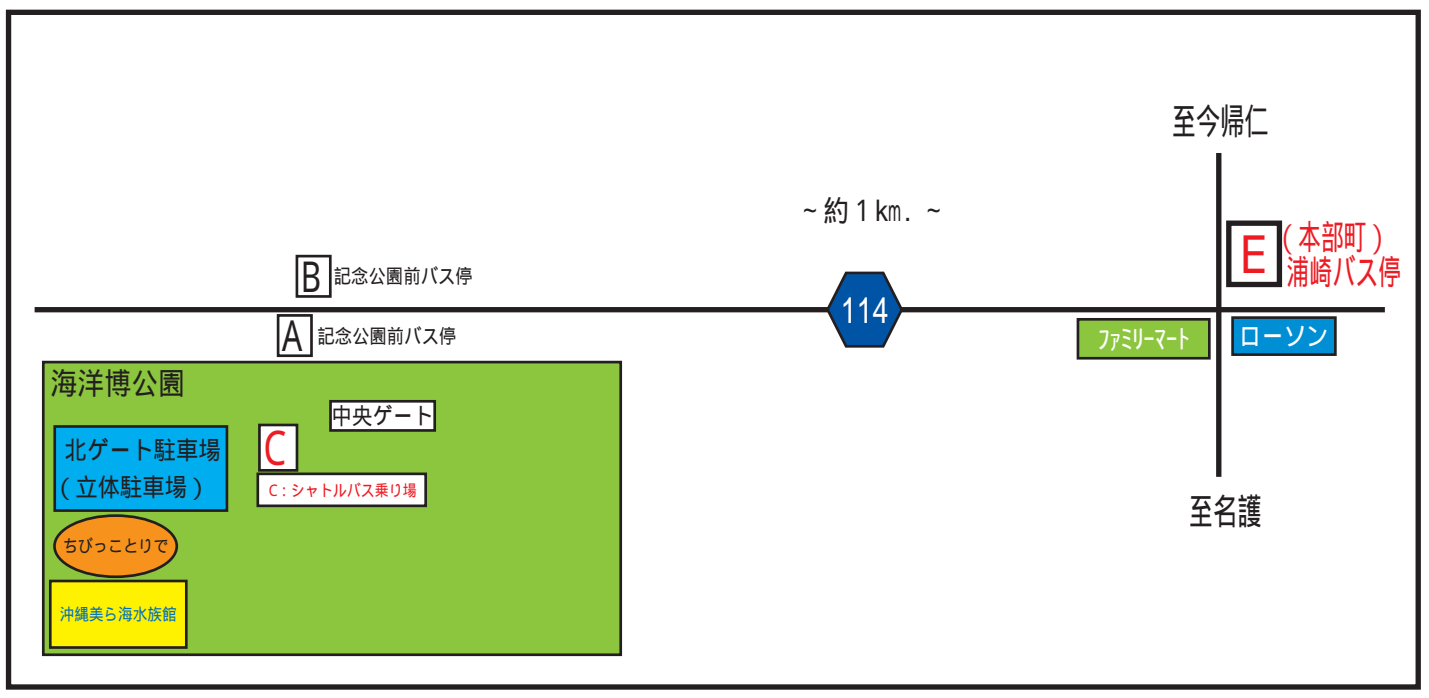 至今帰仁
~約1km. ~
E
(本部町)
浦崎バス停
B 記念公園前バス停
114
A 記念公園前バス停
ファミリーマート
ローソン
海洋博公園
中央ゲート
北ゲート駐車場
(立体駐車場)
C
C:シャトルバス乗り場
至名護
ちびっことりで
沖縄美ら海水族館